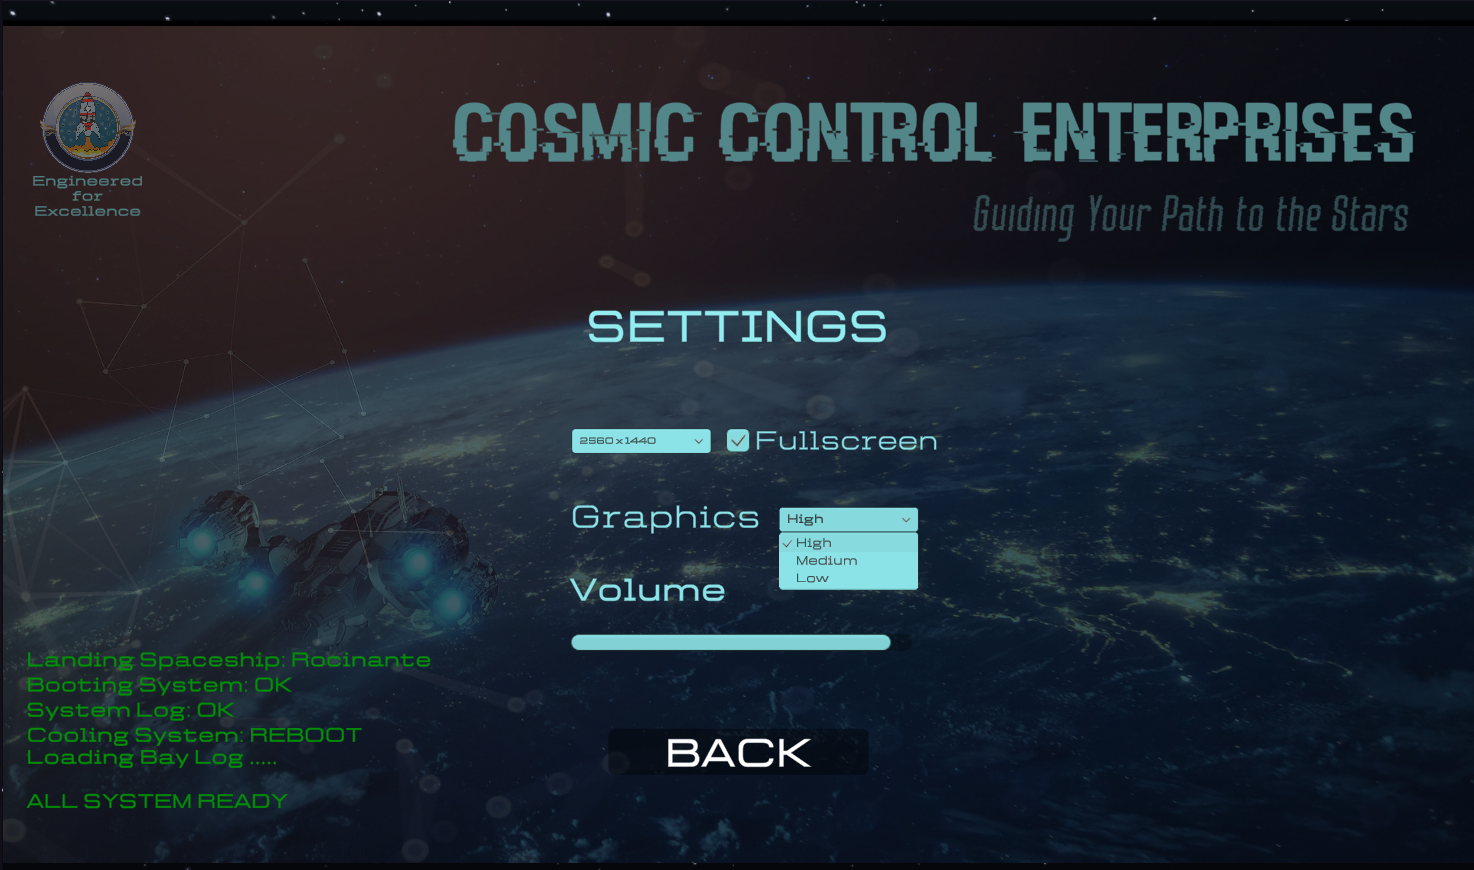 COSMIC CONTROL ENTERPRISES
Guiding Your Path to the Stars
Engineered
for
Excellence
SETTINGS
2560 x 1440
Fullscreen
Graphics
High
High
Medium
Low
Volume
Landing Spaceship: Rocinante
Booting System: OK
System Log: OK
Cooling System: REBOOT
Loading Bay Log .....
ALL SYSTEM READY
BACK